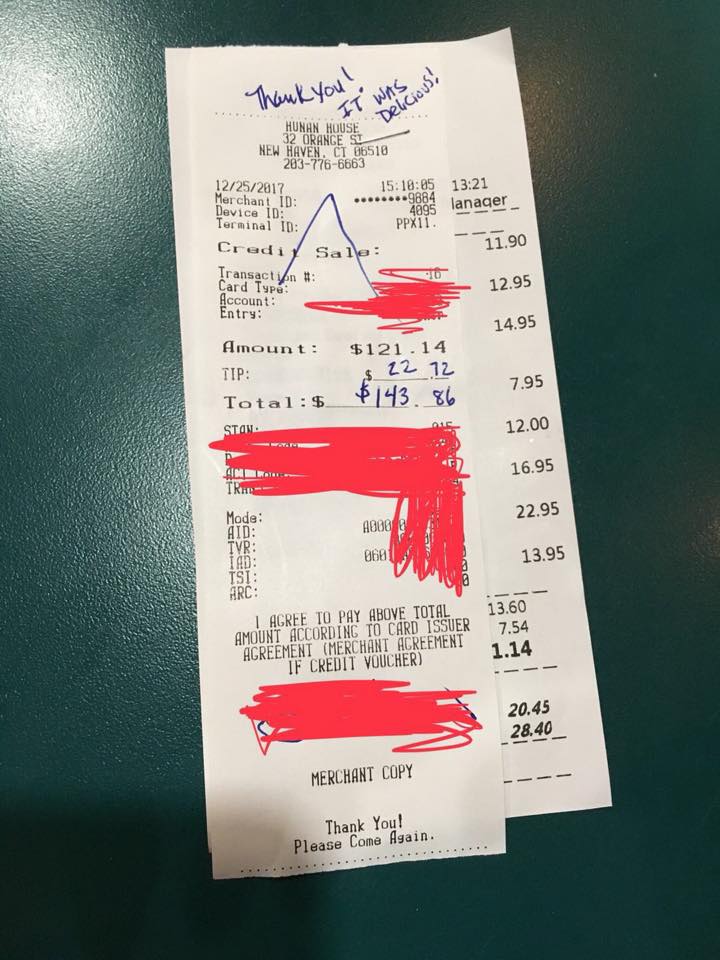 Thank you! IT WAS
Delicious!
HUNAN HOUSE
32 ORANGE ST
NEW HAVEN, CT 06510
203-776-6663
12/25/2017 15:10:05
Merchant ID: ••••••••9884
Device ID: 4095
Terminal ID: PPX11.
Credit Sale:
Transaction #: 16
Card Type:
Account:
Entry:
Amount: $121.14
TIP: $ 22.72
Total:$ $143.86
STAN:
Mode:
AID:
TVR:
IAD:
TSI:
ARC:
I AGREE TO PAY ABOVE TOTAL
AMOUNT ACCORDING TO CARD ISSUER
AGREEMENT (MERCHANT AGREEMENT
IF CREDIT VOUCHER)
MERCHANT COPY
Thank You!
Please Come Again.
13:21
anager
11.90
12.95
14.95
7.95
12.00
16.95
22.95
13.95
13.60
7.54
1.14
20.45
28.40